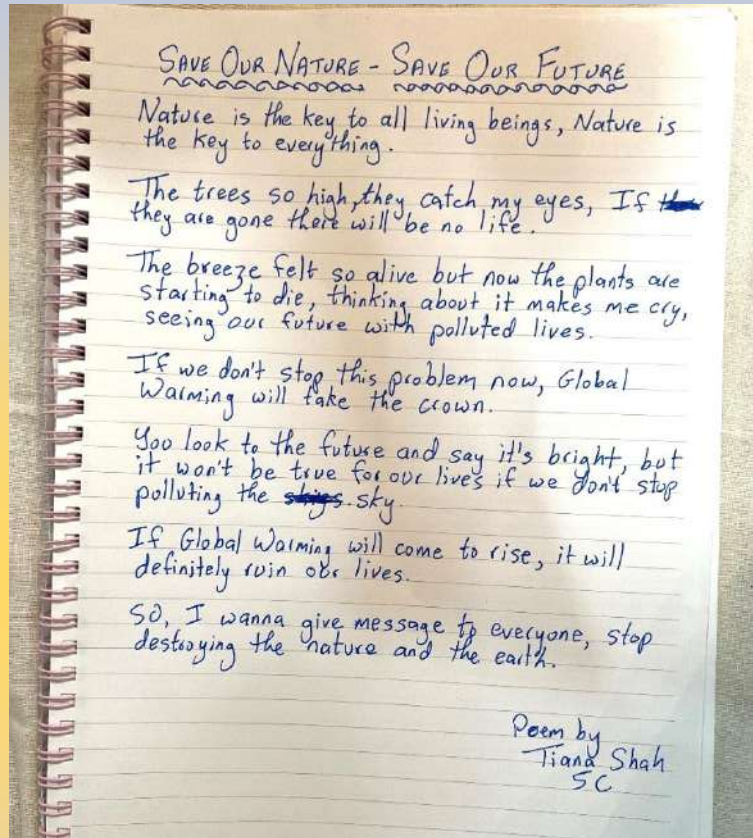 SAVE OUR NATURE - SAVE OUR FUTURE
Nature is the key to all living beings, Nature is
the key to everything.
The trees so high, they catch my eyes, If
they are gone there will be no life.
The breeze felt so alive but now the plants are
starting to die, thinking about it makes me cry,
seeing our future with polluted lives.
If we don't stop this problem now, Global
Warming will take the crown.
You look to the future and say it's bright, but
it won't be true for our lives if we don't stop
polluting the sky.
If Global Warming will come to rise, it will
definitely ruin our lives.
So, I wanna give message to everyone, stop
destroying the nature and the earth.
Poem by
Tiana Shah
5C